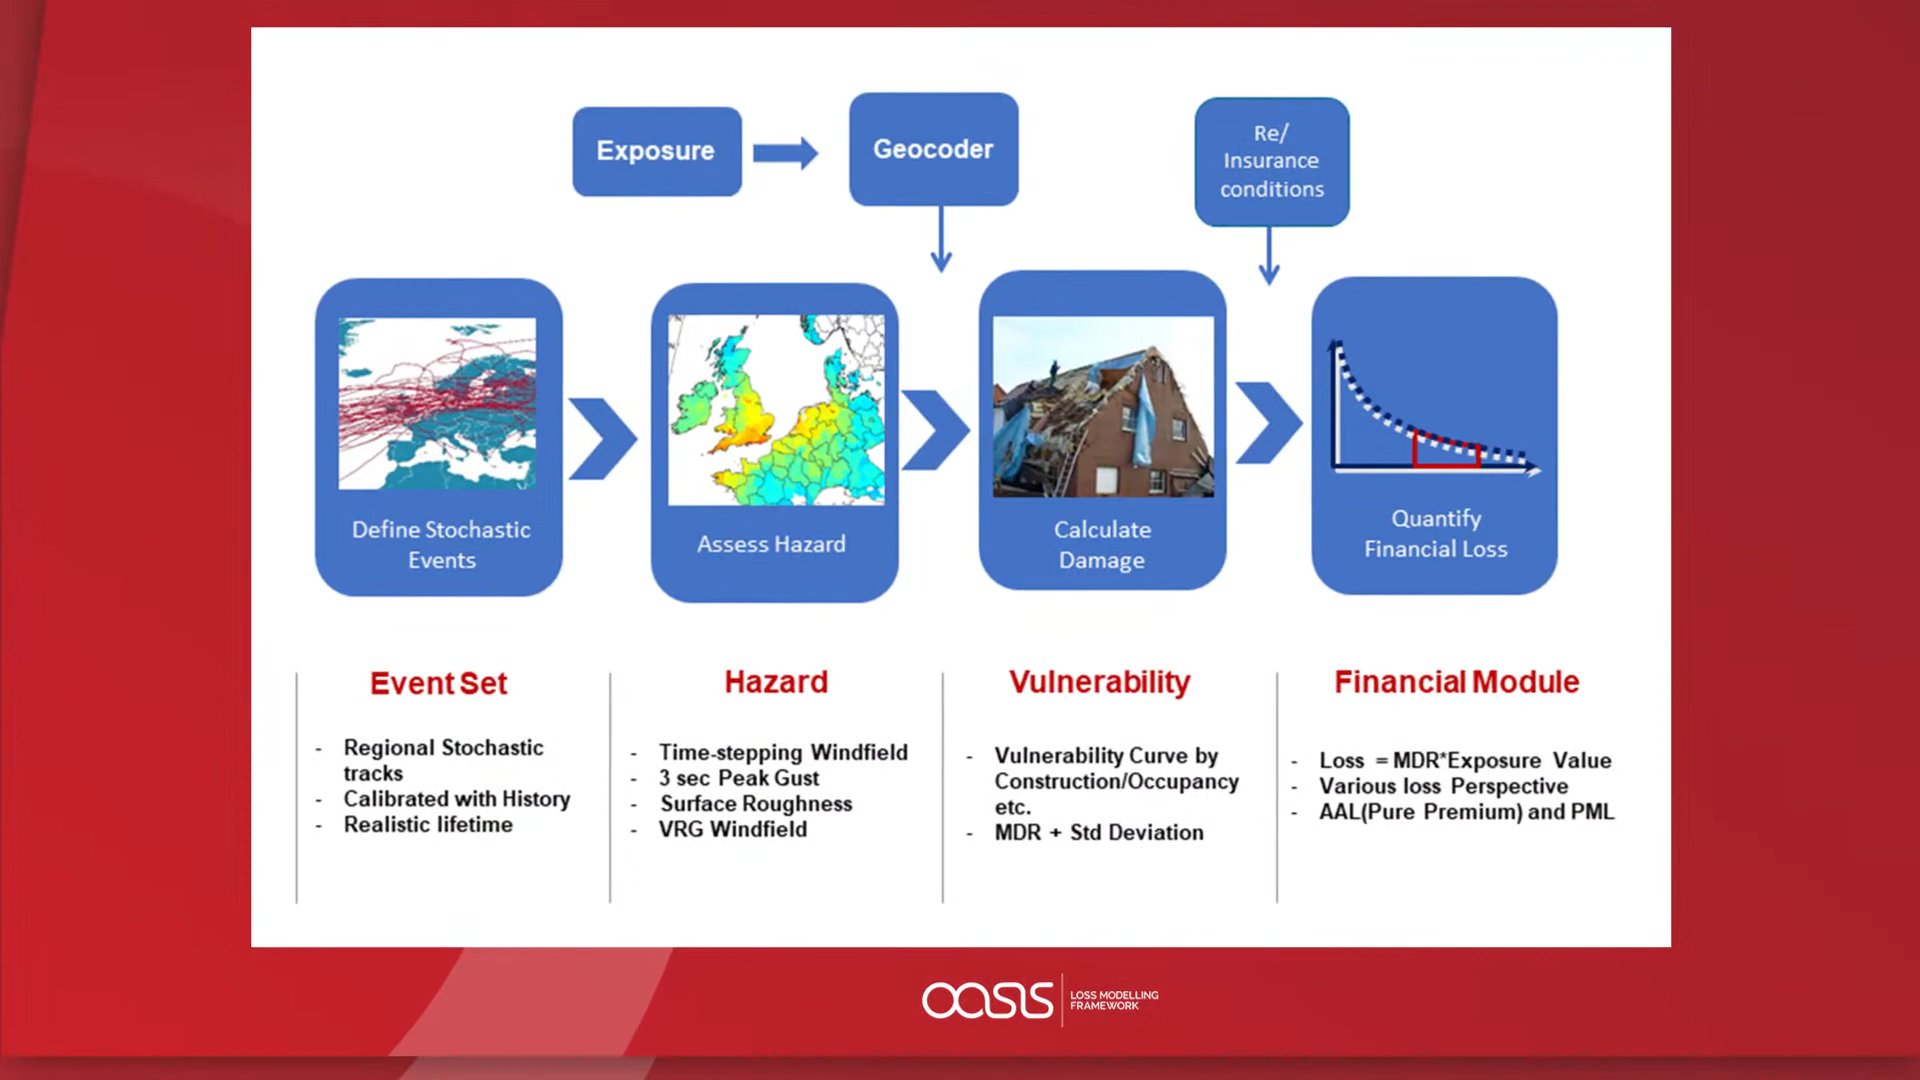 Exposure
Geocoder
Re/
Insurance
conditions
Define Stochastic
Events
Assess Hazard
Calculate
Damage
Quantify
Financial Loss
Event Set
- Regional Stochastic
tracks
- Calibrated with History
- Realistic lifetime
Hazard
- Time-stepping Windfield
- 3 sec Peak Gust
- Surface Roughness
- VRG Windfield
Vulnerability
- Vulnerability Curve by
Construction/Occupancy
etc.
- MDR + Std Deviation
Financial Module
- Loss = MDR*Exposure Value
- Various loss Perspective
- AAL(Pure Premium) and PML
OASIS
LOSS MODELLING
FRAMEWORK